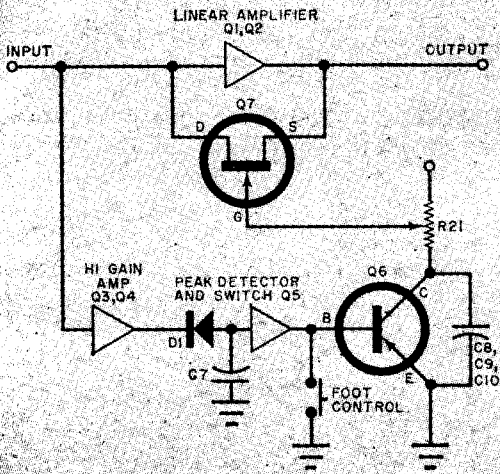 LINEAR AMPLIFIER
Q1,Q2
INPUT
OUTPUT
Q7
D
S
G
R21
HI GAIN
AMP
Q3,Q4
PEAK DETECTOR
AND SWITCH Q5
Q6
B
C
E
D1
C7
FOOT
CONTROL
C8,
C9,
C10